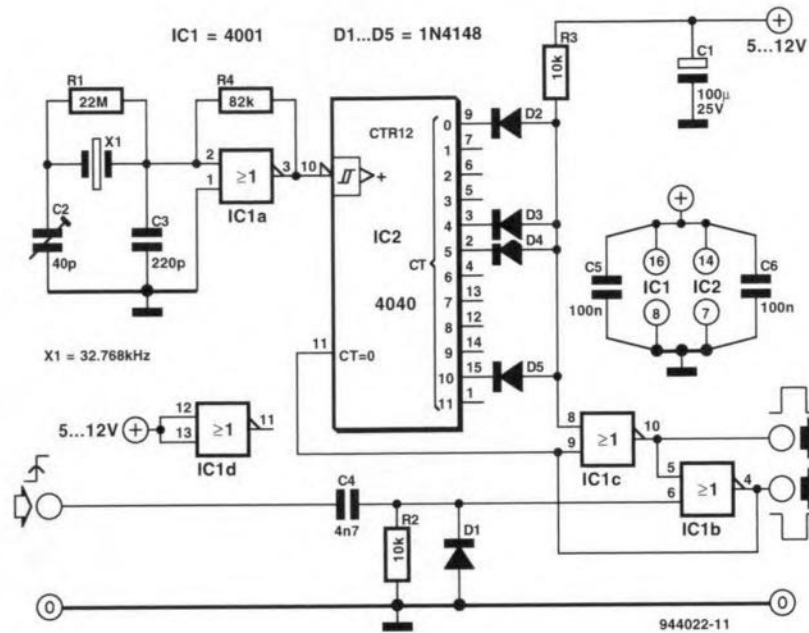 IC1 = 4001
D1...D5 = 1N4148
R3
10k
+
5...12V
C1
100µ
25V
R1
22M
R4
82k
X1
2
1
≥1
3
IC1a
10
C2
40p
C3
220p
X1 = 32.768kHz
CTR12
+
IC2
4040
CT
CT=0
11
0
1
2
3
4
5
6
7
8
9
10
11
9
7
6
5
3
2
4
13
12
14
15
1
D2
D3
D4
D5
+
C5
100n
16
14
IC1
IC2
8
7
C6
100n
5...12V
+
12
13
≥1
11
IC1d
8
9
≥1
10
IC1c
5
6
≥1
4
IC1b
C4
4n7
R2
10k
D1
0
0
944022-11